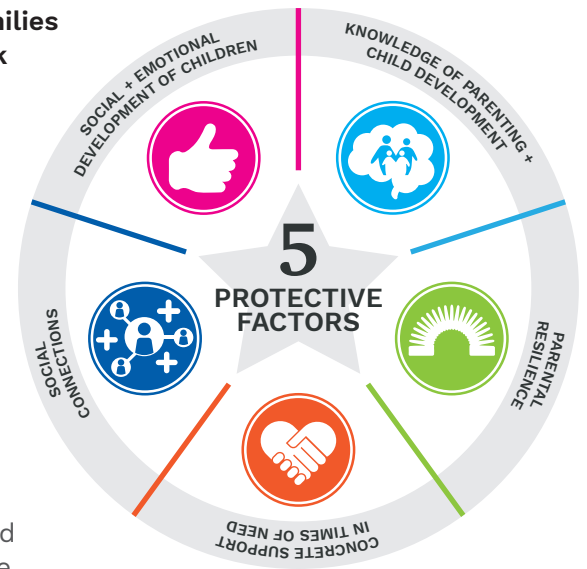 ilies
k
SOCIAL + EMOTIONAL
DEVELOPMENT OF CHILDREN
KNOWLEDGE OF PARENTING +
CHILD DEVELOPMENT
5
PROTECTIVE
FACTORS
SOCIAL
CONNECTIONS
PARENTAL
RESILIENCE
CONCRETE SUPPORT
IN TIMES OF NEED
d
e